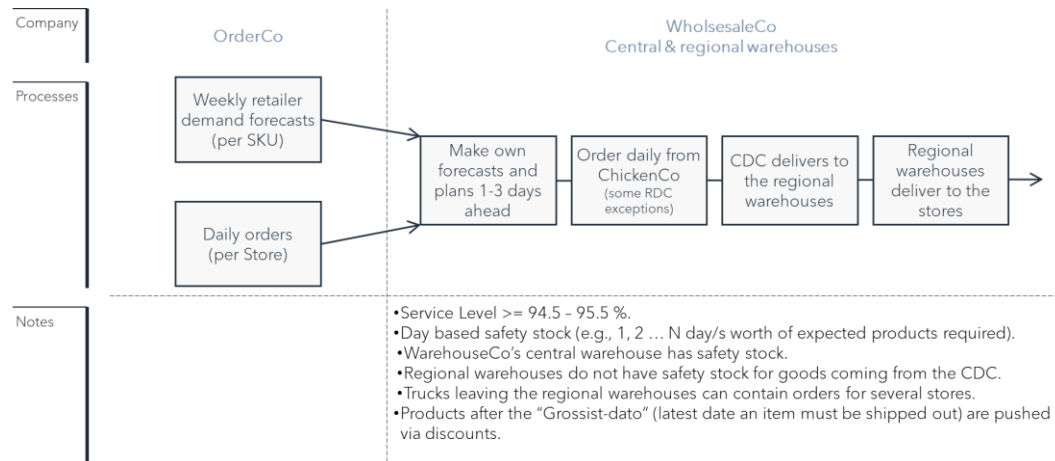 Company
OrderCo
WholsesaleCo
Central & regional warehouses
Processes
Weekly retailer
demand forecasts
(per SKU)
Daily orders
(per Store)
Make own
forecasts and
plans 1-3 days
ahead
Order daily from
ChickenCo
(some RDC
exceptions)
CDC delivers to
the regional
warehouses
Regional
warehouses
deliver to the
stores
Notes
•Service Level >= 94.5 – 95.5 %.
•Day based safety stock (e.g., 1, 2 … N day/s worth of expected products required).
•WarehouseCo's central warehouse has safety stock.
•Regional warehouses do not have safety stock for goods coming from the CDC.
•Trucks leaving the regional warehouses can contain orders for several stores.
•Products after the "Grossist-dato" (latest date an item must be shipped out) are pushed
via discounts.